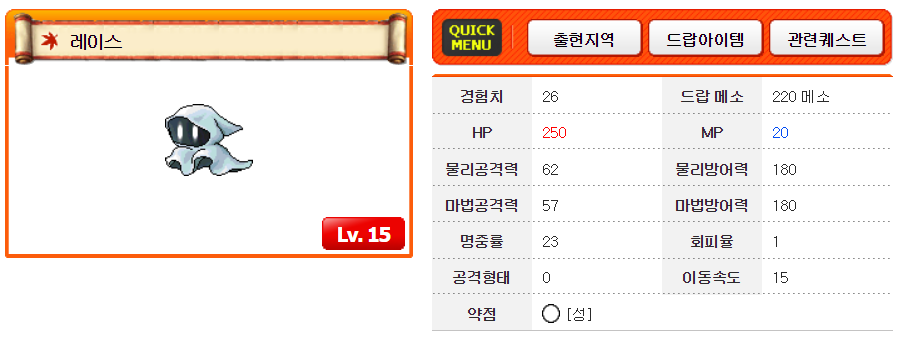 레이스
Lv. 15
QUICK
MENU
출현지역
드랍아이템
관련퀘스트
경험치 26 드랍 메소 220 메소
HP 250 MP 20
물리공격력 62 물리방어력 180
마법공격력 57 마법방어력 180
명중률 23 회피율 1
공격형태 0 이동속도 15
약점 [성]